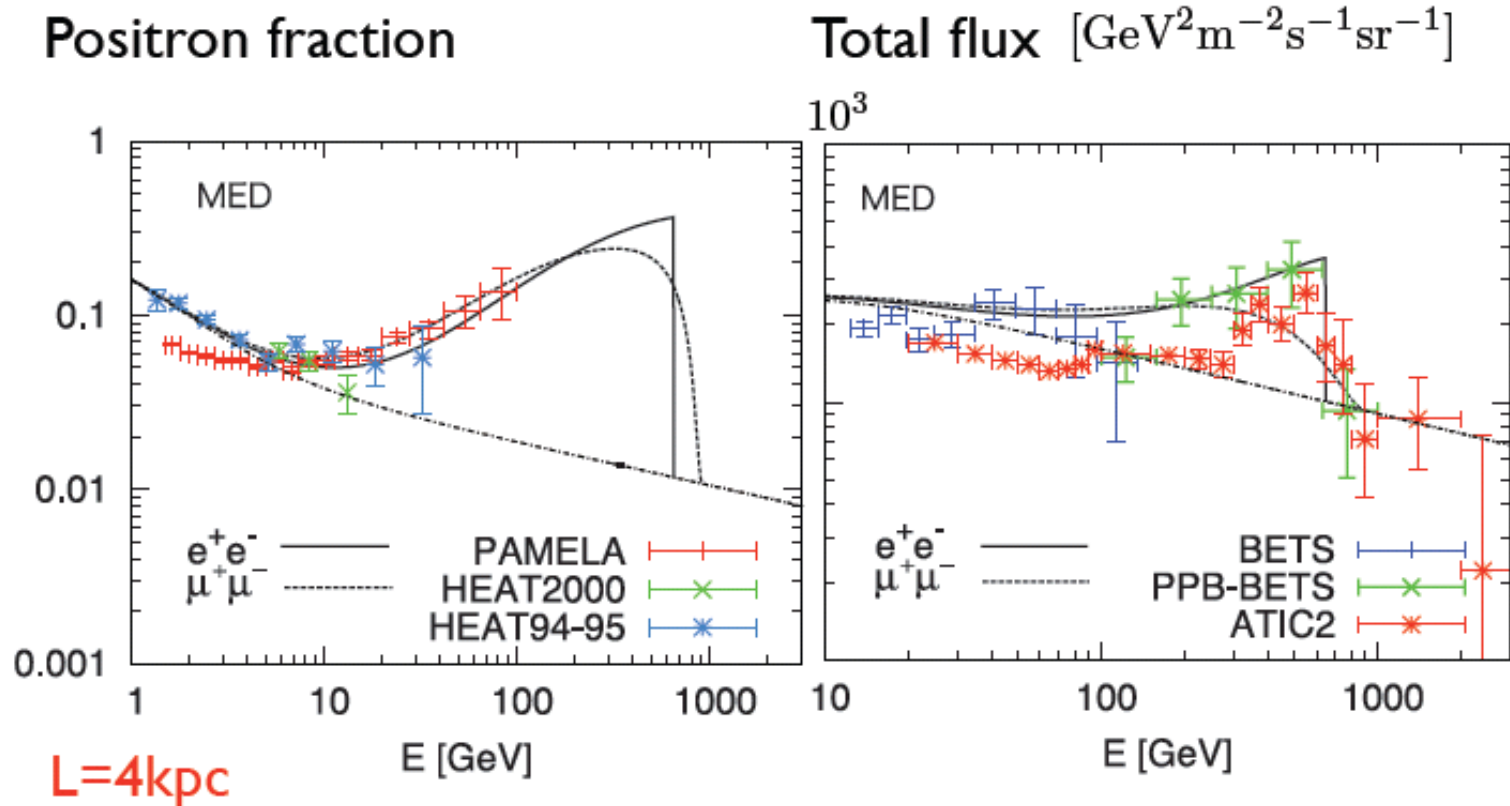 Positron fraction
Total flux [GeV²m⁻²s⁻¹sr⁻¹]
10³
1
0.1
0.01
0.001
MED
e⁺e⁻
μ⁺μ⁻
PAMELA
HEAT2000
HEAT94-95
1 10 100 1000
E [GeV]
L=4kpc
MED
e⁺e⁻
μ⁺μ⁻
BETS
PPB-BETS
ATIC2
10 100 1000
E [GeV]